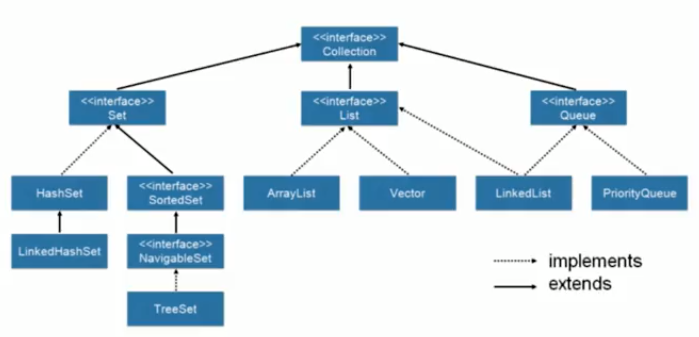 <<interface>>
Collection
<<interface>>
Set
<<interface>>
List
<<interface>>
Queue
HashSet
<<interface>>
SortedSet
ArrayList
Vector
LinkedList
PriorityQueue
LinkedHashSet
<<interface>>
NavigableSet
TreeSet
implements
extends